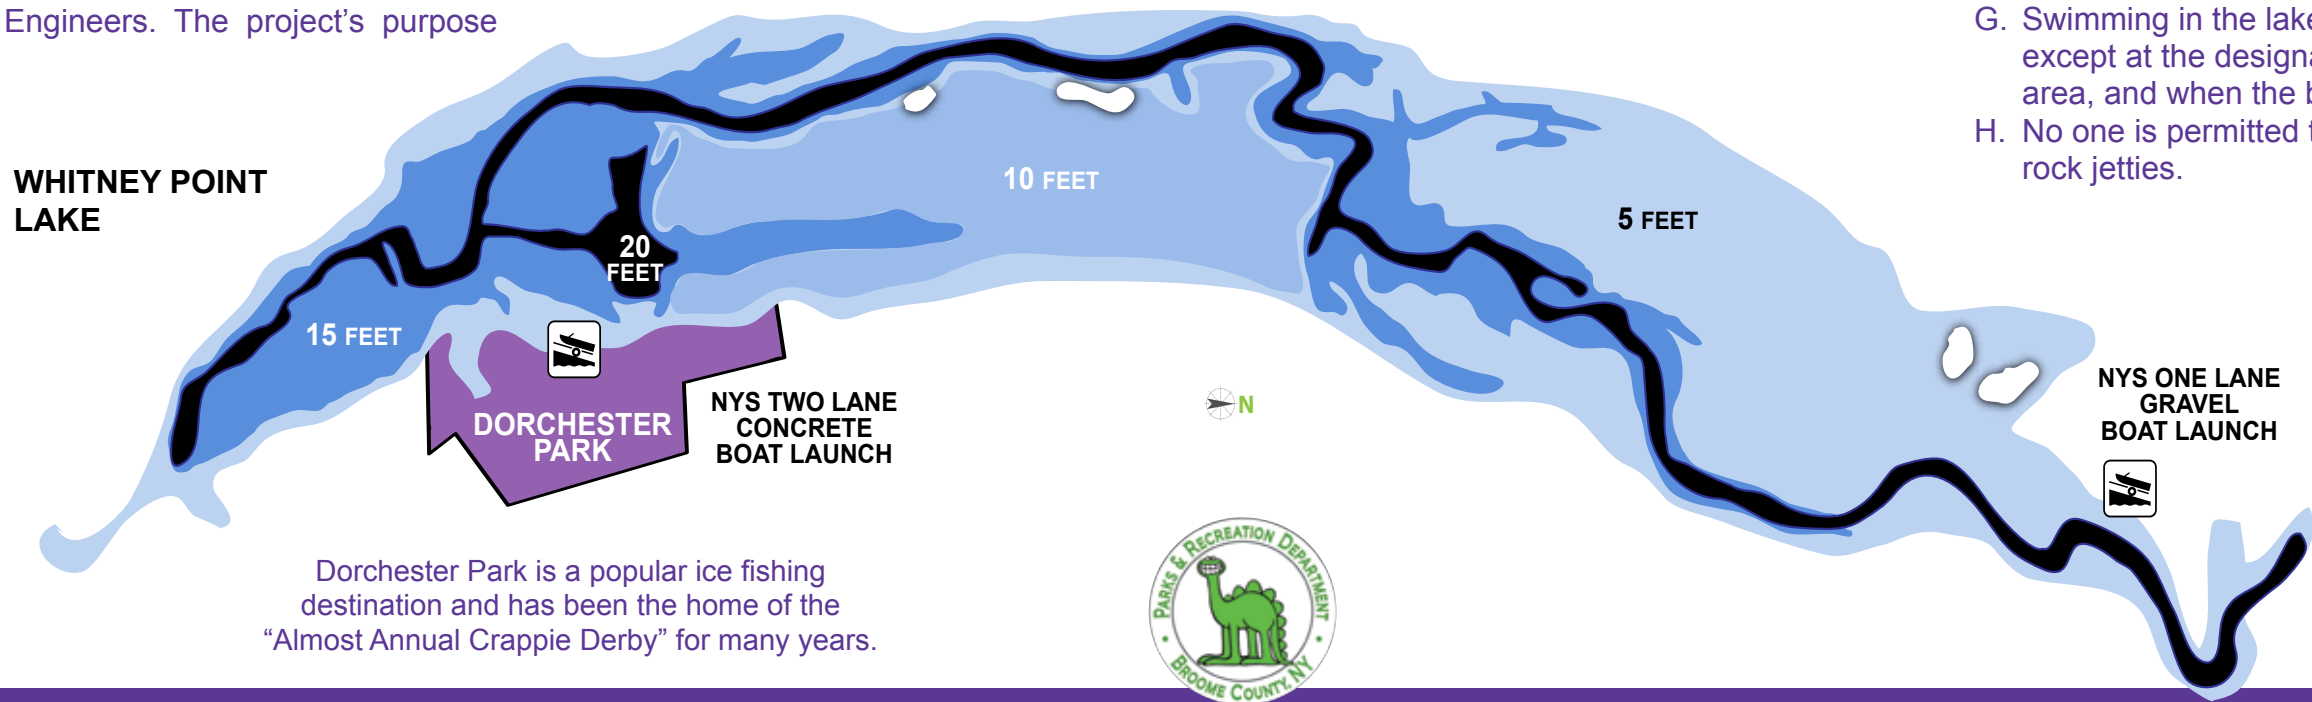 Engineers. The project's purpose
G. Swimming in the lake
except at the designa
area, and when the b
H. No one is permitted t
rock jetties.
WHITNEY POINT
LAKE
10 FEET
5 FEET
20
FEET
15 FEET
DORCHESTER
PARK
NYS TWO LANE
CONCRETE
BOAT LAUNCH
N
NYS ONE LANE
GRAVEL
BOAT LAUNCH
Dorchester Park is a popular ice fishing
destination and has been the home of the
“Almost Annual Crappie Derby” for many years.
PARKS & RECREATION DEPARTMENT
• BROOME COUNTY, NY •